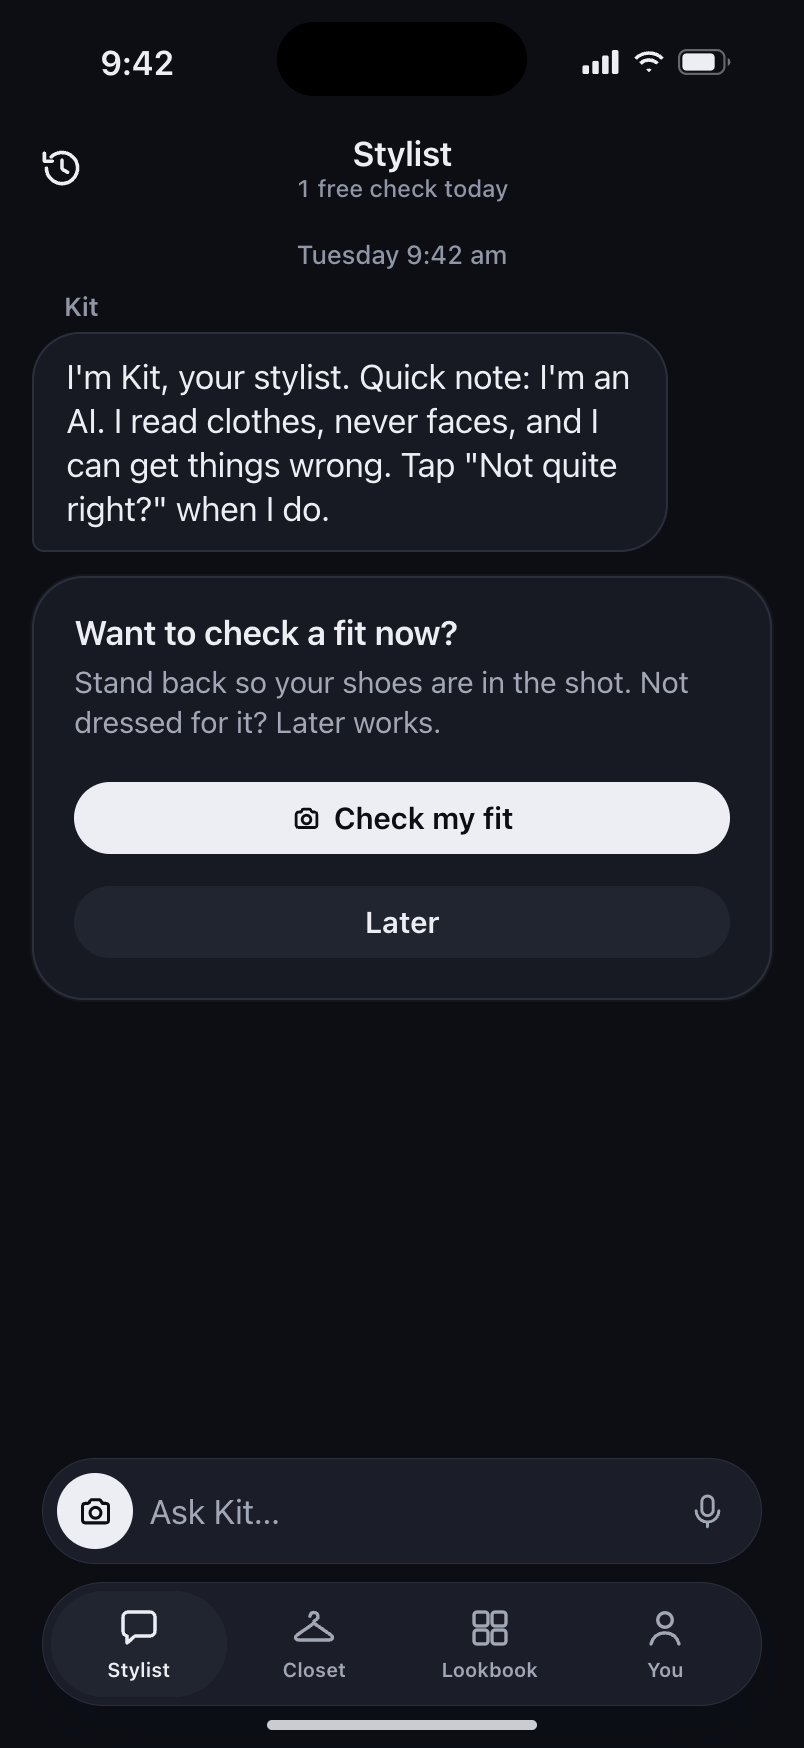 9:42
Stylist
1 free check today
Tuesday 9:42 am
Kit
I'm Kit, your stylist. Quick note: I'm an
AI. I read clothes, never faces, and I
can get things wrong. Tap "Not quite
right?" when I do.
Want to check a fit now?
Stand back so your shoes are in the shot. Not
dressed for it? Later works.
Check my fit
Later
Ask Kit...
Stylist
Closet
Lookbook
You